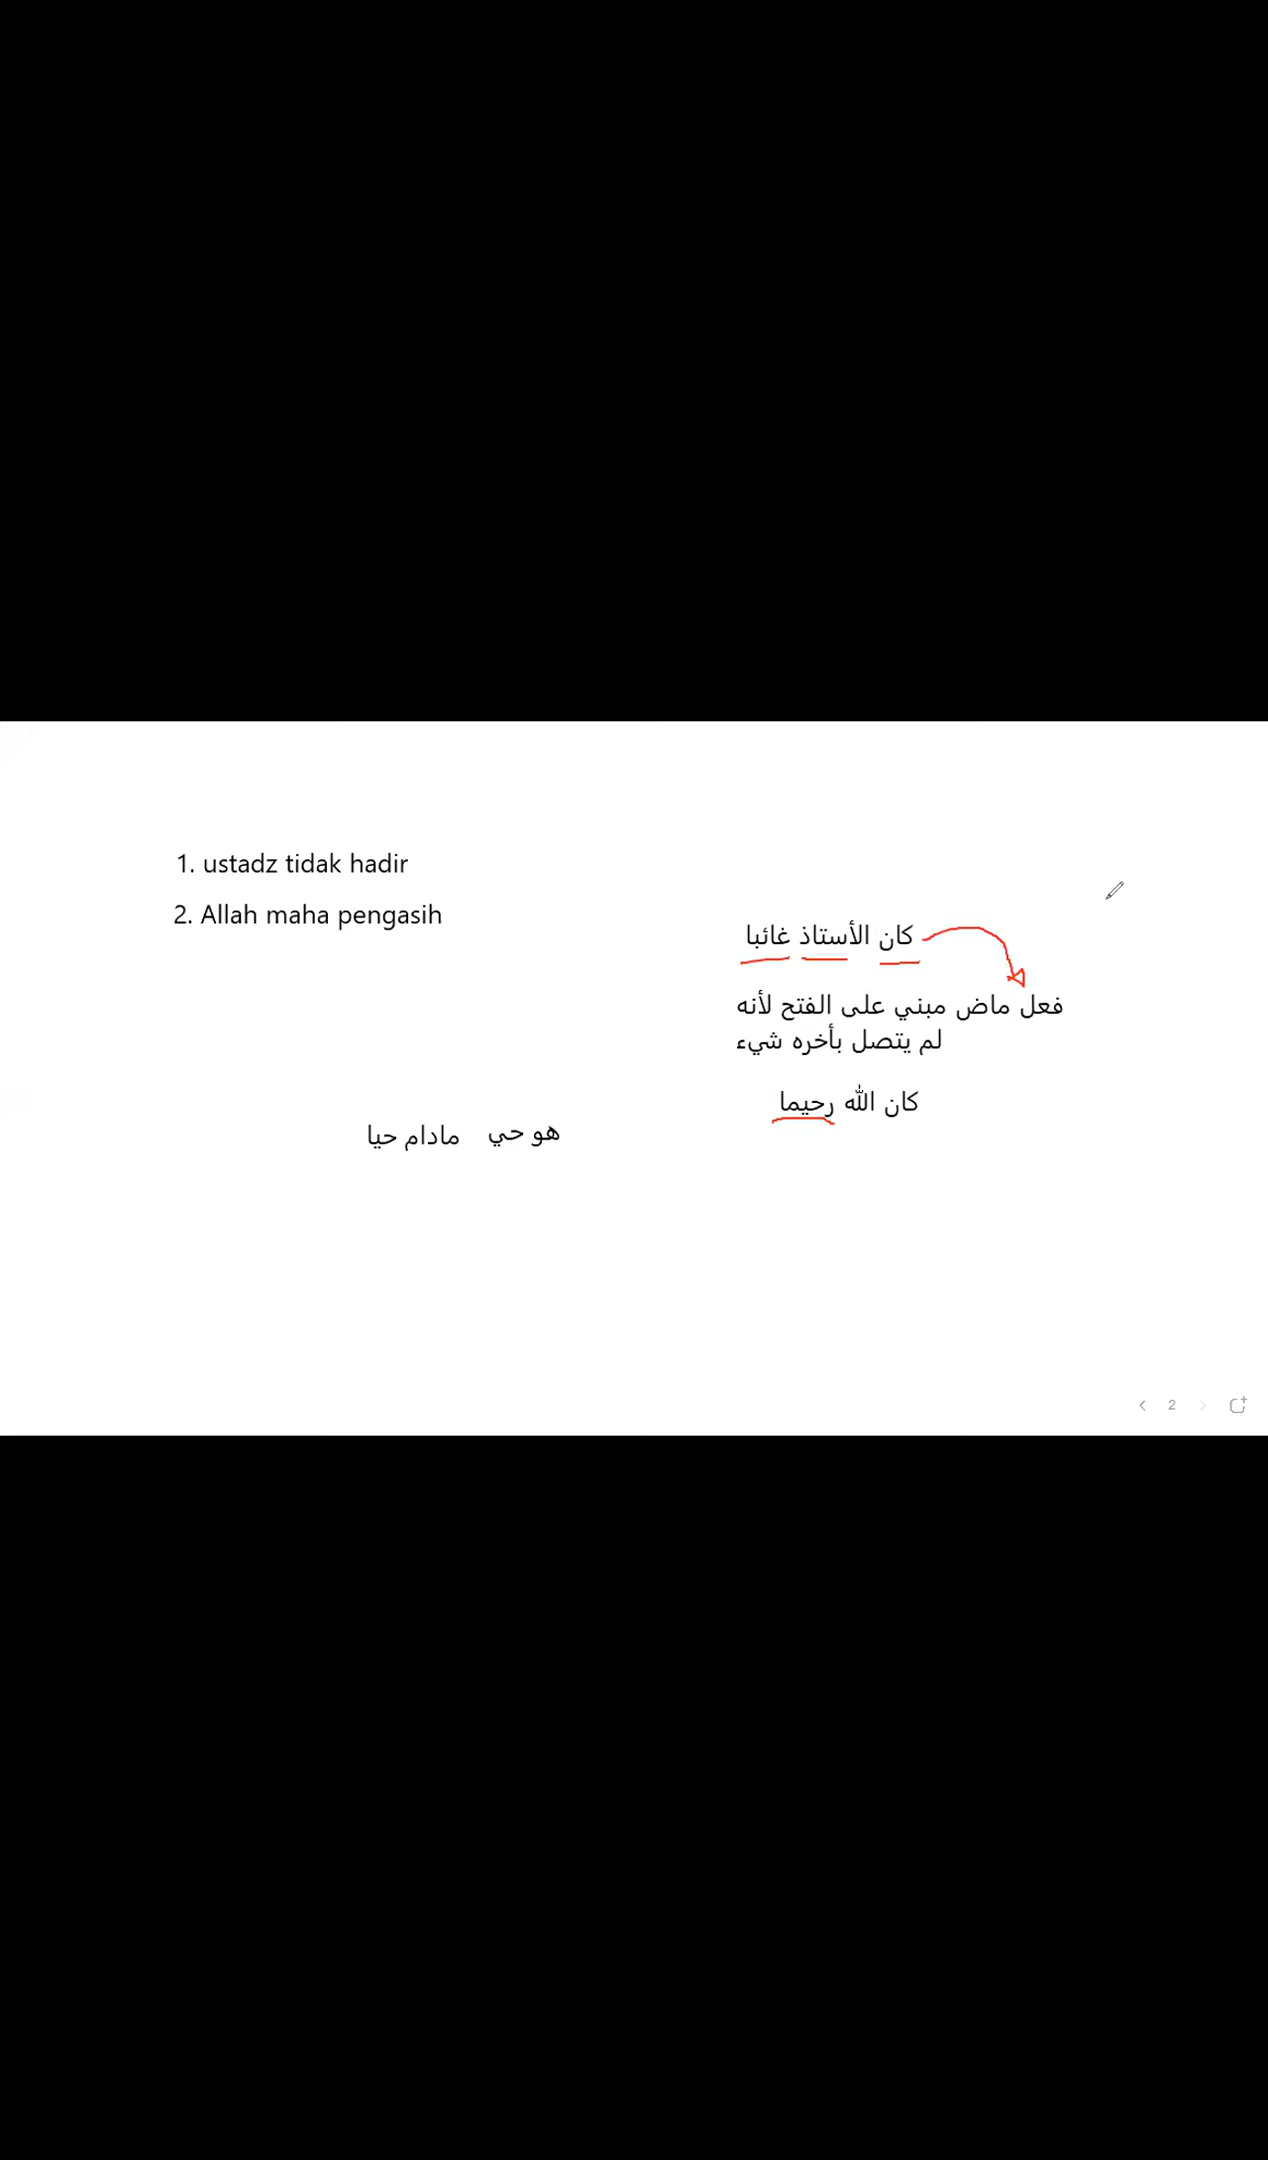 1. ustadz tidak hadir
2. Allah maha pengasih
كان الأستاذ غائبا
فعل ماض مبني على الفتح لأنه
لم يتصل بأخره شيء
كان الله رحيما
هو حي مادام حيا
2